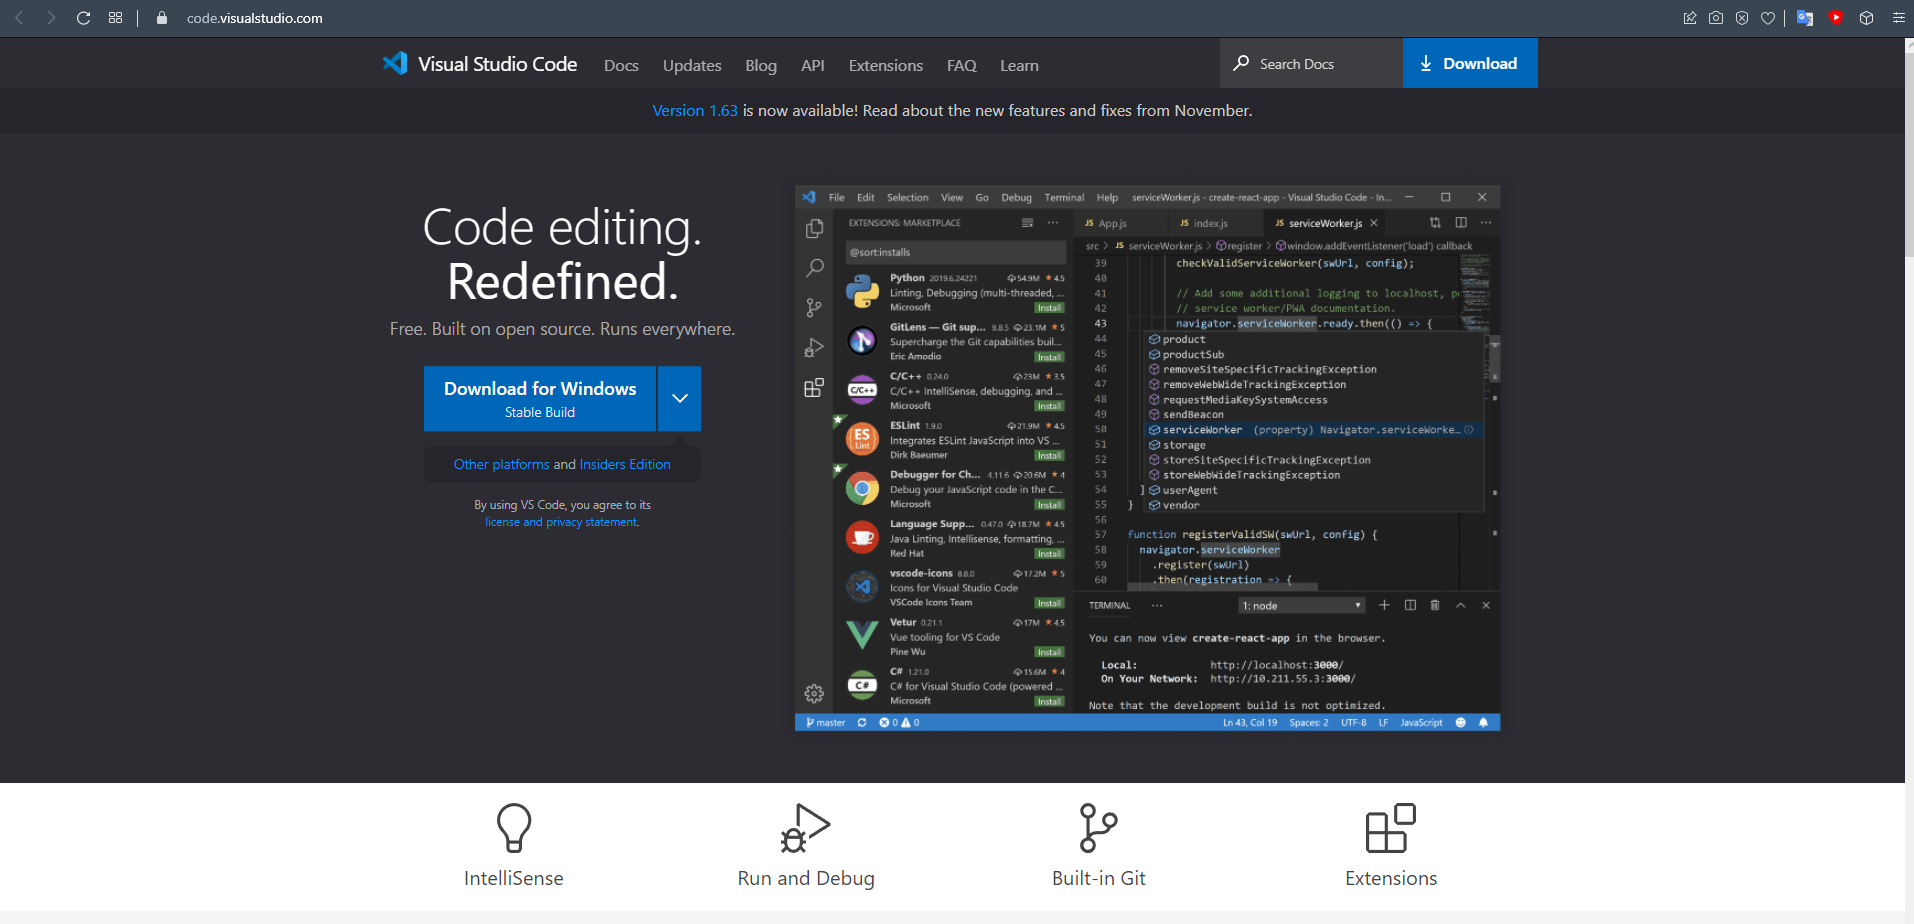 code.visualstudio.com
Visual Studio Code Docs Updates Blog API Extensions FAQ Learn Search Docs Download
Version 1.63 is now available! Read about the new features and fixes from November.
Code editing.
Redefined.
Free. Built on open source. Runs everywhere.
Download for Windows
Stable Build
Other platforms and Insiders Edition
By using VS Code, you agree to its
license and privacy statement.
File Edit Selection View Go Debug Terminal Help serviceWorker.js - create-react-app - Visual Studio Code - In...
EXTENSIONS: MARKETPLACE
@sort:installs
Python 2019.6.24221 54.9M 4.5
Linting, Debugging (multi-threaded, ...
Microsoft Install
GitLens — Git sup... 9.8.5 23.1M 5
Supercharge the Git capabilities buil...
Eric Amodio Install
C/C++ 0.24.0 23M 3.5
C/C++
C/C++ IntelliSense, debugging, and ...
Microsoft Install
ESLint 1.9.0 21.9M 4.5
ES
Lint
Integrates ESLint JavaScript into VS ...
Dirk Baeumer Install
Debugger for Ch... 4.11.6 20.6M 4
Debug your JavaScript code in the C...
Microsoft Install
Language Supp... 0.47.0 18.7M 4.5
Java Linting, Intellisense, formatting, ...
Red Hat Install
vscode-icons 8.8.0 17.2M 5
Icons for Visual Studio Code
VSCode Icons Team Install
Vetur 0.21.1 17M 4.5
Vue tooling for VS Code
Pine Wu Install
C# 1.21.0 15.6M 4
C#
C# for Visual Studio Code (powered ...
Microsoft Install
JS App.js JS index.js JS serviceWorker.js
src > JS serviceWorker.js > register > window.addEventListener('load') callback
39 checkValidServiceWorker(swUrl, config);
40
41 // Add some additional logging to localhost, p
42 // service worker/PWA documentation.
43 navigator.serviceWorker.ready.then(() => {
44 product
45 productSub
46 removeSiteSpecificTrackingException
47 removeWebWideTrackingException
48 requestMediaKeySystemAccess
49 sendBeacon
50 serviceWorker (property) Navigator.serviceWorke...
51 storage
52 storeSiteSpecificTrackingException
53 storeWebWideTrackingException
54 ] userAgent
55 } vendor
56
57 function registerValidSW(swUrl, config) {
58 navigator.serviceWorker
59 .register(swUrl)
60 .then(registration => {
TERMINAL ... 1: node
You can now view create-react-app in the browser.
Local: http://localhost:3000/
On Your Network: http://10.211.55.3:3000/
Note that the development build is not optimized.
master 0 0 Ln 43, Col 19 Spaces: 2 UTF-8 LF JavaScript
IntelliSense Run and Debug Built-in Git Extensions